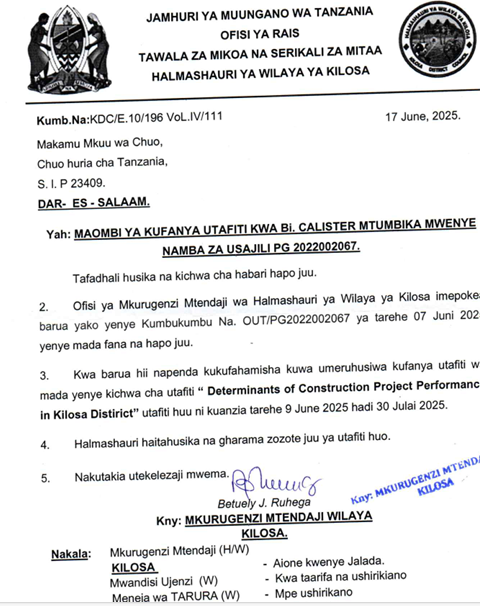 JAMHURI YA MUUNGANO WA TANZANIA
OFISI YA RAIS
TAWALA ZA MIKOA NA SERIKALI ZA MITAA
HALMASHAURI YA WILAYA YA KILOSA
Kumb.Na:KDC/E.10/196 VoL.IV/111
17 June, 2025.
Makamu Mkuu wa Chuo,
Chuo huria cha Tanzania,
S. l. P 23409.
DAR- ES - SALAAM.
Yah: MAOMBI YA KUFANYA UTAFITI KWA Bi. CALISTER MTUMBIKA MWENYE
NAMBA ZA USAJILI PG 2022002067.
Tafadhali husika na kichwa cha habari hapo juu.
2. Ofisi ya Mkurugenzi Mtendaji wa Halmashauri ya Wilaya ya Kilosa imepoke
barua yako yenye Kumbukumbu Na. OUT/PG2022002067 ya tarehe 07 Juni 202
yenye mada fana na hapo juu.
3. Kwa barua hii napenda kukufahamisha kuwa umeruhusiwa kufanya utafiti w
mada yenye kichwa cha utafiti “ Determinants of Construction Project Performanc
in Kilosa Distirict” utafiti huu ni kuanzia tarehe 9 June 2025 hadi 30 Julai 2025.
4. Halmashauri haitahusika na gharama zozote juu ya utafiti huo.
5. Nakutakia utekelezaji mwema.
Betuely J. Ruhega
Kny: MKURUGENZI MTENDAJI WILAYA
KILOSA.
Kny: MKURUGENZI MTENDA
KILOSA
Nakala: Mkurugenzi Mtendaji (H/W)
KILOSA - Aione kwenye Jalada.
Mwandisi Ujenzi (W) - Kwa taarifa na ushirikiano
Meneja wa TARURA (W) - Mpe ushirikano